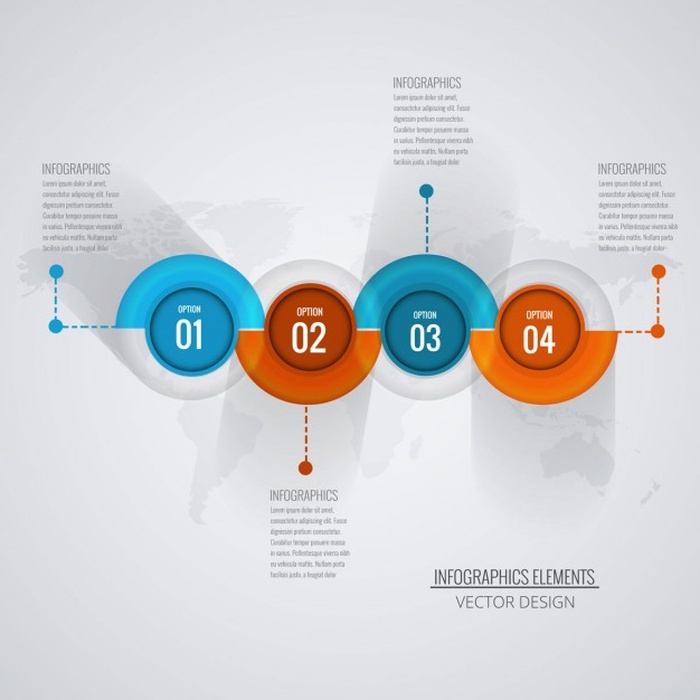 INFOGRAPHICS
Lorem ipsum dolor sit amet,
consectetur adipiscing elit. Fusce
dignissim pretium consectetur.
Curabitur tempor posuere massa
in varius. Pellentesque viverra nibh
eu vehicula mattis. Nullam porta
facilisis justo, a feugiat dolor
INFOGRAPHICS
Lorem ipsum dolor sit amet,
consectetur adipiscing elit. Fusce
dignissim pretium consectetur.
Curabitur tempor posuere massa
in varius. Pellentesque viverra nibh
eu vehicula mattis. Nullam porta
facilisis justo, a feugiat dolor
INFOGRAPHICS
Lorem ipsum dolor sit amet,
consectetur adipiscing elit. Fusce
dignissim pretium consectetur.
Curabitur tempor posuere massa
in varius. Pellentesque viverra nibh
eu vehicula mattis. Nullam porta
facilisis justo, a feugiat dolor
OPTION
01
OPTION
02
OPTION
03
OPTION
04
INFOGRAPHICS
Lorem ipsum dolor sit amet,
consectetur adipiscing elit. Fusce
dignissim pretium consectetur.
Curabitur tempor posuere massa
in varius. Pellentesque viverra nibh
eu vehicula mattis. Nullam porta
facilisis justo, a feugiat dolor
INFOGRAPHICS ELEMENTS
VECTOR DESIGN